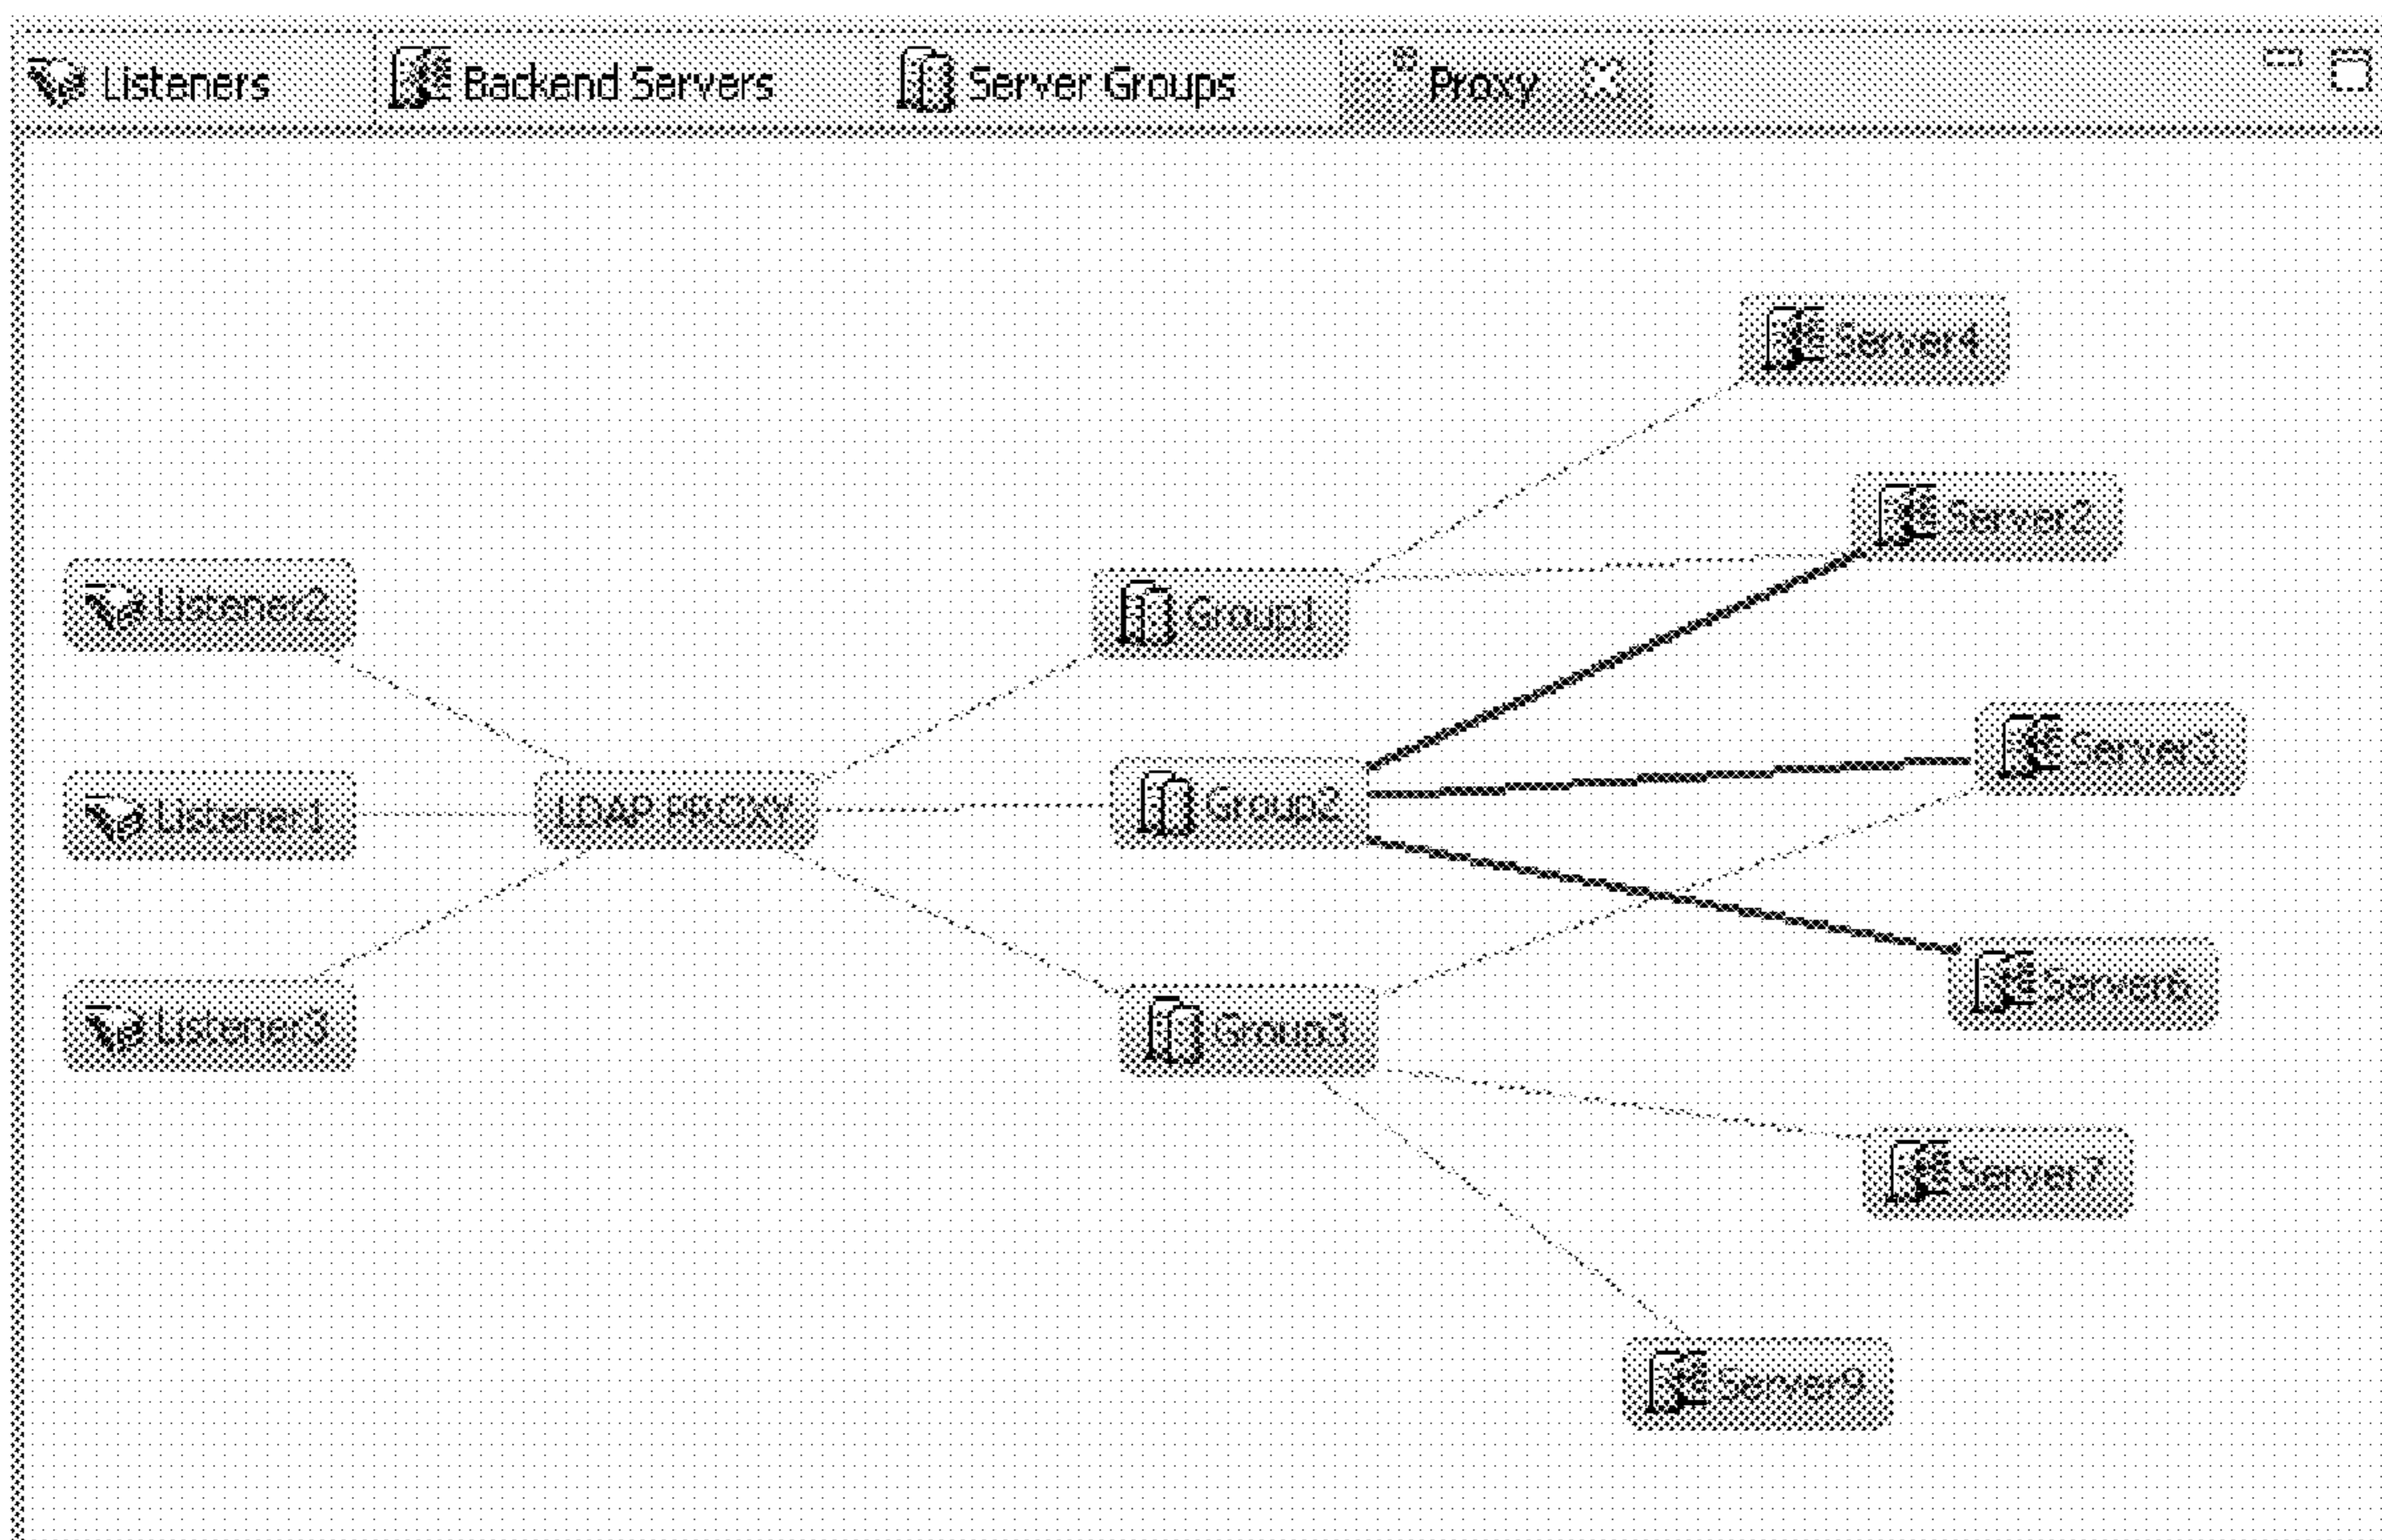 Listeners
Backend Servers
Server Groups
Proxy
Server4
Server2
Listener2
Group1
Server3
Listener1
LDAP PROXY
Group2
Server6
Listener3
Group3
Server7
Server9